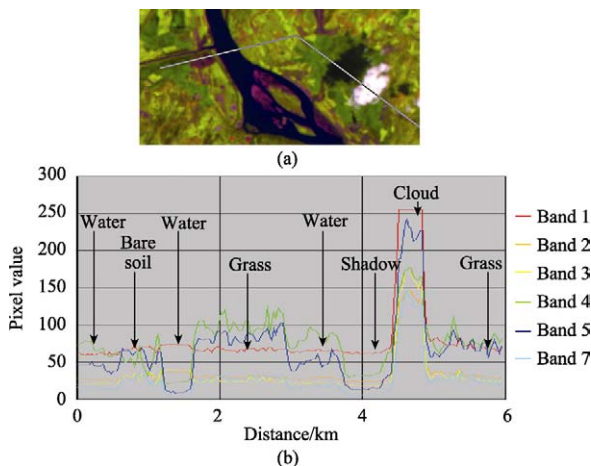 (a)
300
250
200
150
100
50
0
Pixel value
Water
Bare
soil
Water
Grass
Water
Shadow
Cloud
Grass
0
2
4
6
Distance/km
Band 1
Band 2
Band 3
Band 4
Band 5
Band 7
(b)